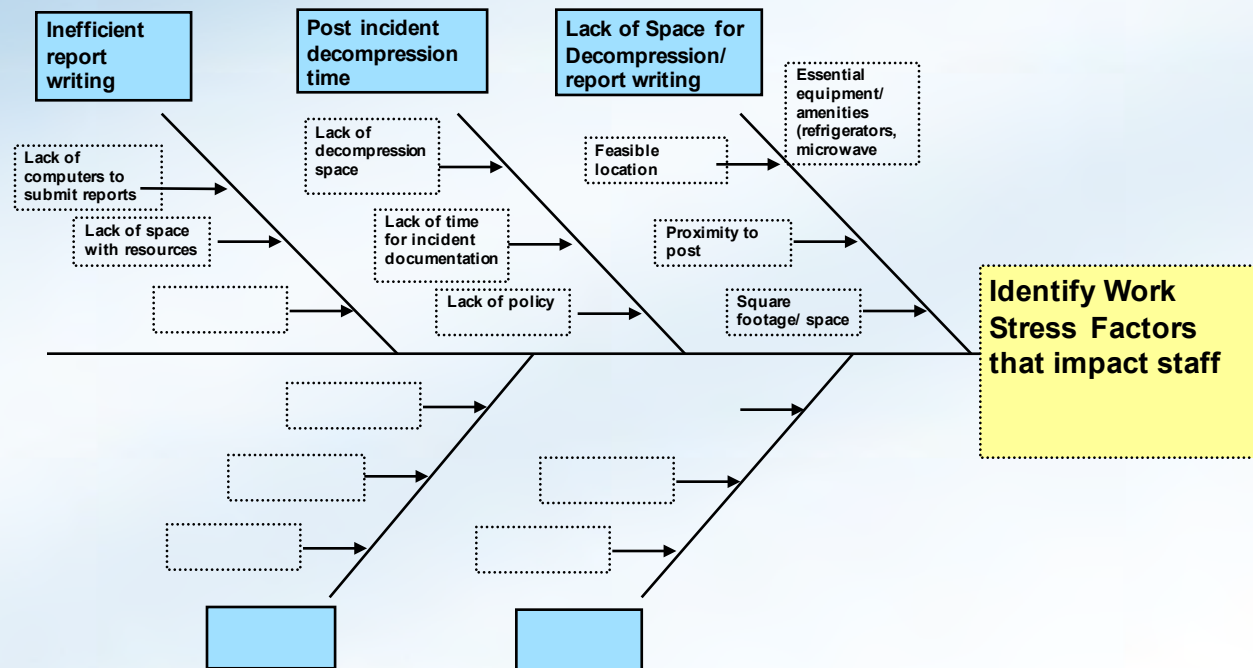 Inefficient
report
writing
Post incident
decompression
time
Lack of Space for
Decompression/
report writing
Essential
equipment/
amenities
(refrigerators,
microwave
Lack of
decompression
space
Feasible
location
Lack of
computers to
submit reports
Lack of space
with resources
Lack of time
for incident
documentation
Proximity to
post
Lack of policy
Square
footage/ space
Identify Work
Stress Factors
that impact staff